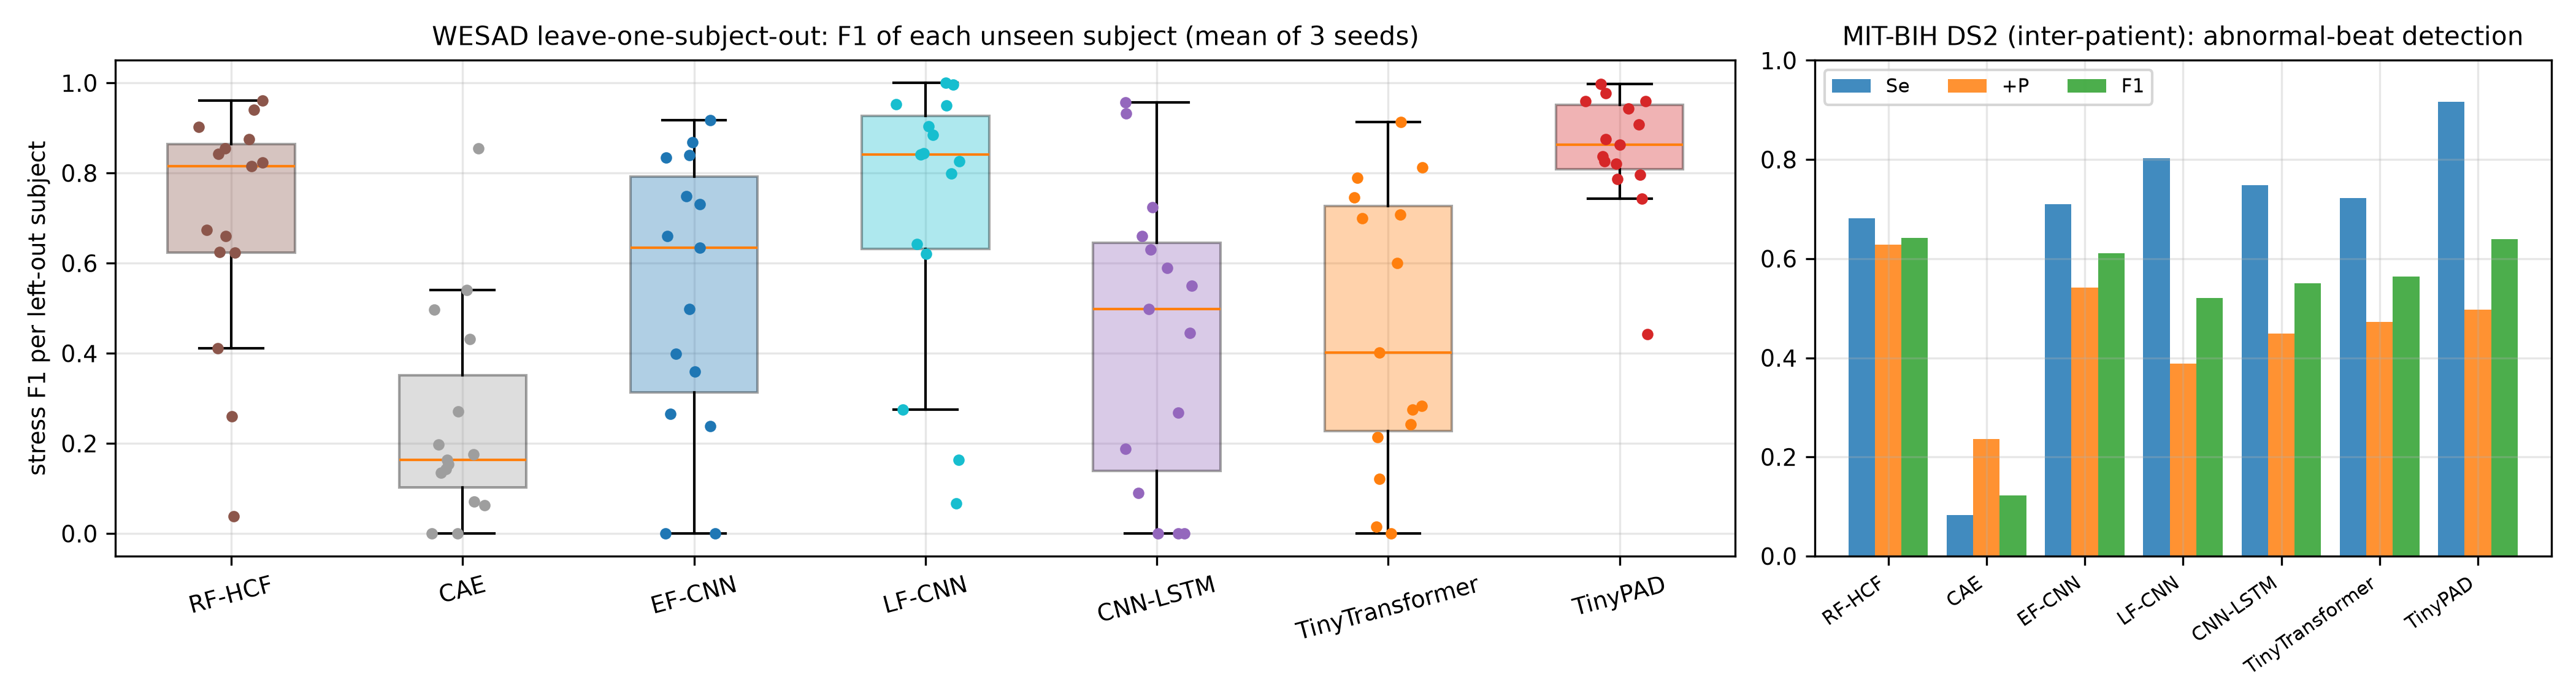 WESAD leave-one-subject-out: F1 of each unseen subject (mean of 3 seeds)
stress F1 per left-out subject
1.0
0.8
0.6
0.4
0.2
0.0
RF-HCF
CAE
EF-CNN
LF-CNN
CNN-LSTM
TinyTransformer
TinyPAD
MIT-BIH DS2 (inter-patient): abnormal-beat detection
Se +P F1
1.0
0.8
0.6
0.4
0.2
0.0
RF-HCF
CAE
EF-CNN
LF-CNN
CNN-LSTM
TinyTransformer
TinyPAD